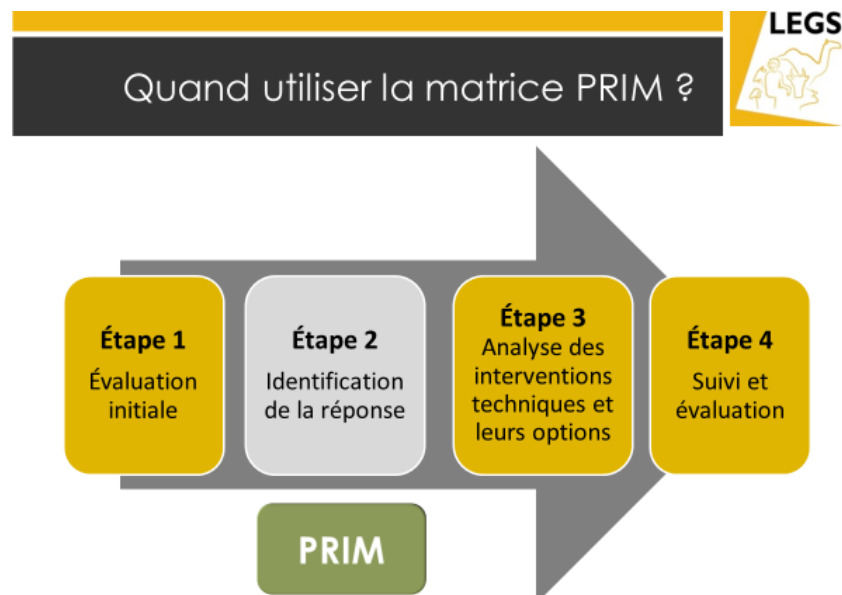 LEGS
Quand utiliser la matrice PRIM ?
Étape 1
Évaluation
initiale
Étape 2
Identification
de la réponse
Étape 3
Analyse des
interventions
techniques et
leurs options
Étape 4
Suivi et
évaluation
PRIM